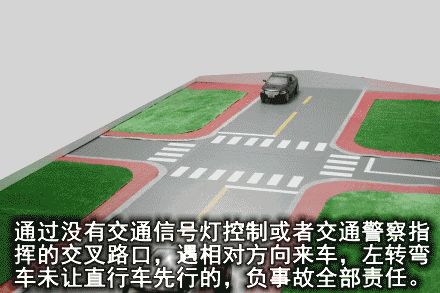 通过没有交通信号灯控制或者交通警察指
挥的交叉路口，遇相对方向来车，左转弯
车未让直行车先行的，负事故全部责任。